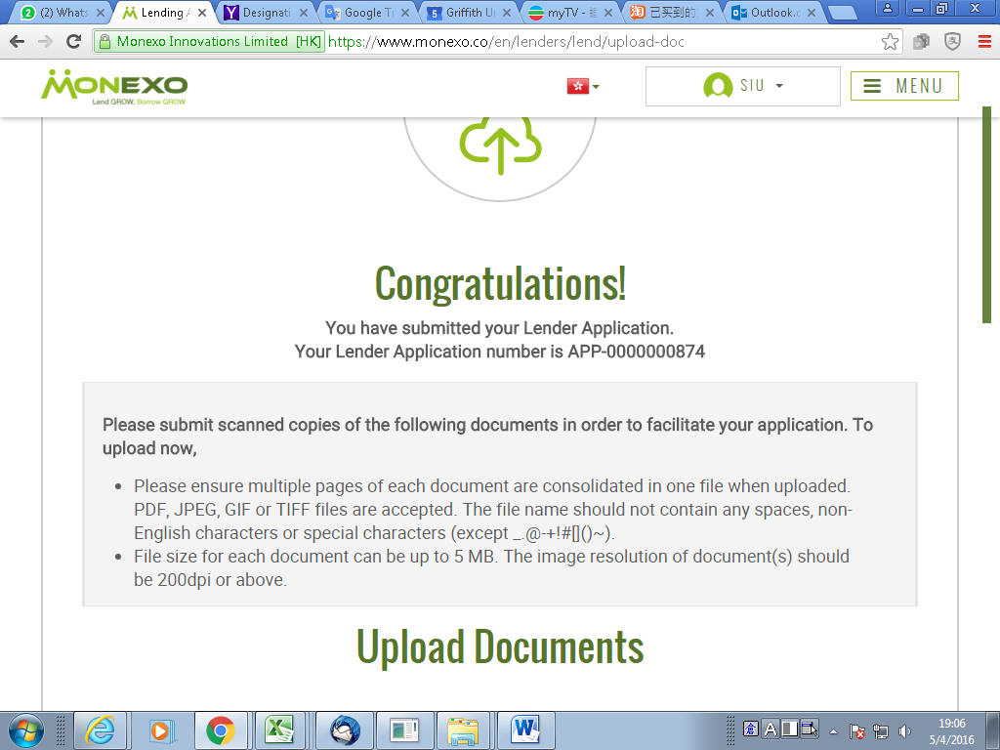 (2) Whats
Lending A
Designati
Google Tr
Griffith Un
myTV -
已买到的
Outlook.c
Monexo Innovations Limited [HK]
https://www.monexo.co/en/lenders/lend/upload-doc
MONEXO
Lend GROW. Borrow GROW
SIU
MENU
Congratulations!
You have submitted your Lender Application.
Your Lender Application number is APP-0000000874
Please submit scanned copies of the following documents in order to facilitate your application. To
upload now,
• Please ensure multiple pages of each document are consolidated in one file when uploaded.
PDF, JPEG, GIF or TIFF files are accepted. The file name should not contain any spaces, non-
English characters or special characters (except _.@-+!#[]()~).
• File size for each document can be up to 5 MB. The image resolution of document(s) should
be 200dpi or above.
Upload Documents
A
19:06
5/4/2016